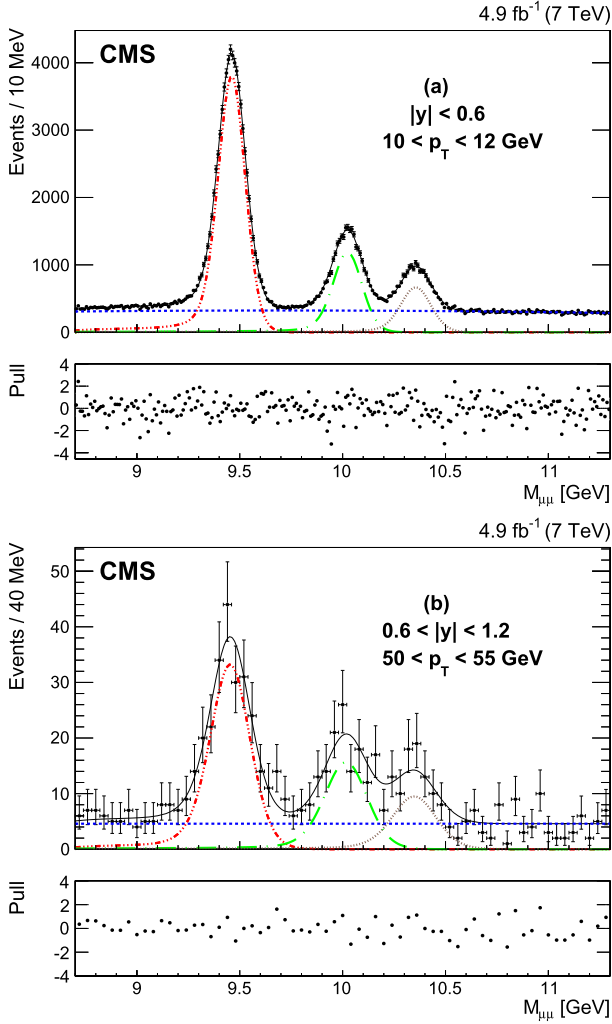 4.9 fb⁻¹ (7 TeV)
CMS
Events / 10 MeV
(a)
|y| < 0.6
10 < p_T < 12 GeV
4000
3000
2000
1000
0
Pull
4
2
0
-2
-4
9 9.5 10 10.5 11
M_μμ [GeV]
4.9 fb⁻¹ (7 TeV)
CMS
Events / 40 MeV
(b)
0.6 < |y| < 1.2
50 < p_T < 55 GeV
50
40
30
20
10
0
Pull
4
2
0
-2
-4
9 9.5 10 10.5 11
M_μμ [GeV]